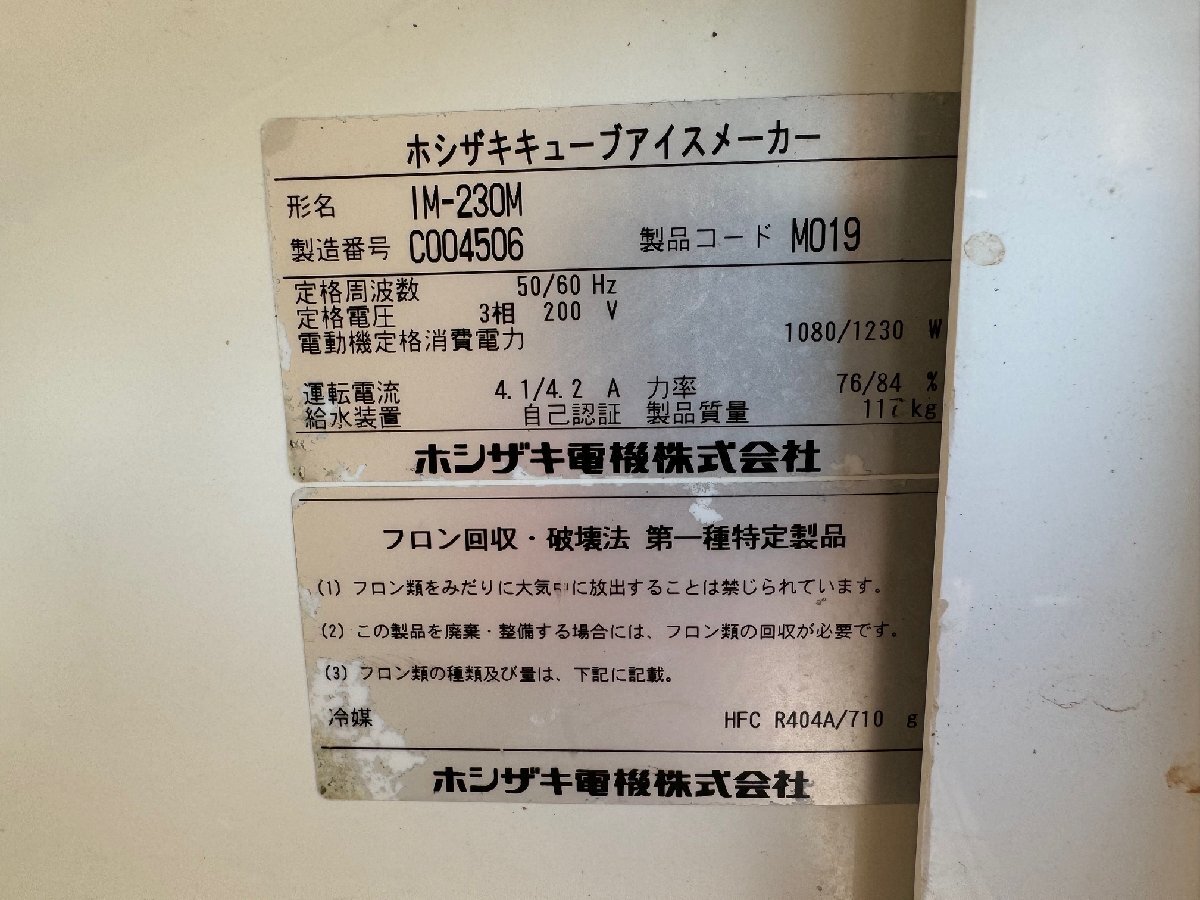 ホシザキキューブアイスメーカー
形名 IM-230M
製造番号 C004506 製品コード M019
定格周波数 50/60 Hz
定格電圧 3相 200 V
電動機定格消費電力 1080/1230 W
運転電流 4.1/4.2 A 力率 76/84 %
給水装置 自己認証 製品質量 117 kg
ホシザキ電機株式会社
フロン回収・破壊法 第一種特定製品
(1) フロン類をみだりに大気中に放出することは禁じられています。
(2) この製品を廃棄・整備する場合には、フロン類の回収が必要です。
(3) フロン類の種類及び量は、下記に記載。
冷媒 HFC R404A/710 g
ホシザキ電機株式会社